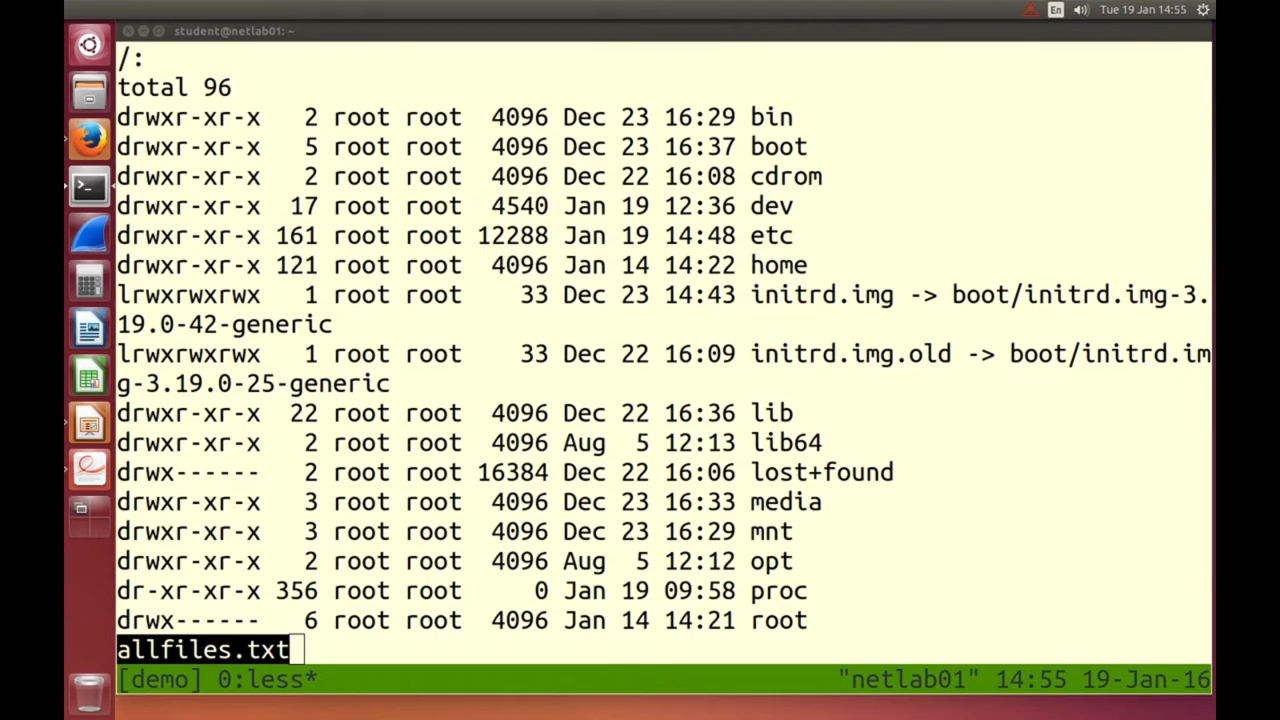 En Tue 19 Jan 14:55
student@netlab01: ~
/:
total 96
drwxr-xr-x   2 root root  4096 Dec 23 16:29 bin
drwxr-xr-x   5 root root  4096 Dec 23 16:37 boot
drwxr-xr-x   2 root root  4096 Dec 22 16:08 cdrom
drwxr-xr-x  17 root root  4540 Jan 19 12:36 dev
drwxr-xr-x 161 root root 12288 Jan 19 14:48 etc
drwxr-xr-x 121 root root  4096 Jan 14 14:22 home
lrwxrwxrwx   1 root root    33 Dec 23 14:43 initrd.img -> boot/initrd.img-3.
19.0-42-generic
lrwxrwxrwx   1 root root    33 Dec 22 16:09 initrd.img.old -> boot/initrd.im
g-3.19.0-25-generic
drwxr-xr-x  22 root root  4096 Dec 22 16:36 lib
drwxr-xr-x   2 root root  4096 Aug  5 12:13 lib64
drwx------   2 root root 16384 Dec 22 16:06 lost+found
drwxr-xr-x   3 root root  4096 Dec 23 16:33 media
drwxr-xr-x   3 root root  4096 Dec 23 16:29 mnt
drwxr-xr-x   2 root root  4096 Aug  5 12:12 opt
dr-xr-xr-x 356 root root     0 Jan 19 09:58 proc
drwx------   6 root root  4096 Jan 14 14:21 root
allfiles.txt
[demo] 0:less* "netlab01" 14:55 19-Jan-16